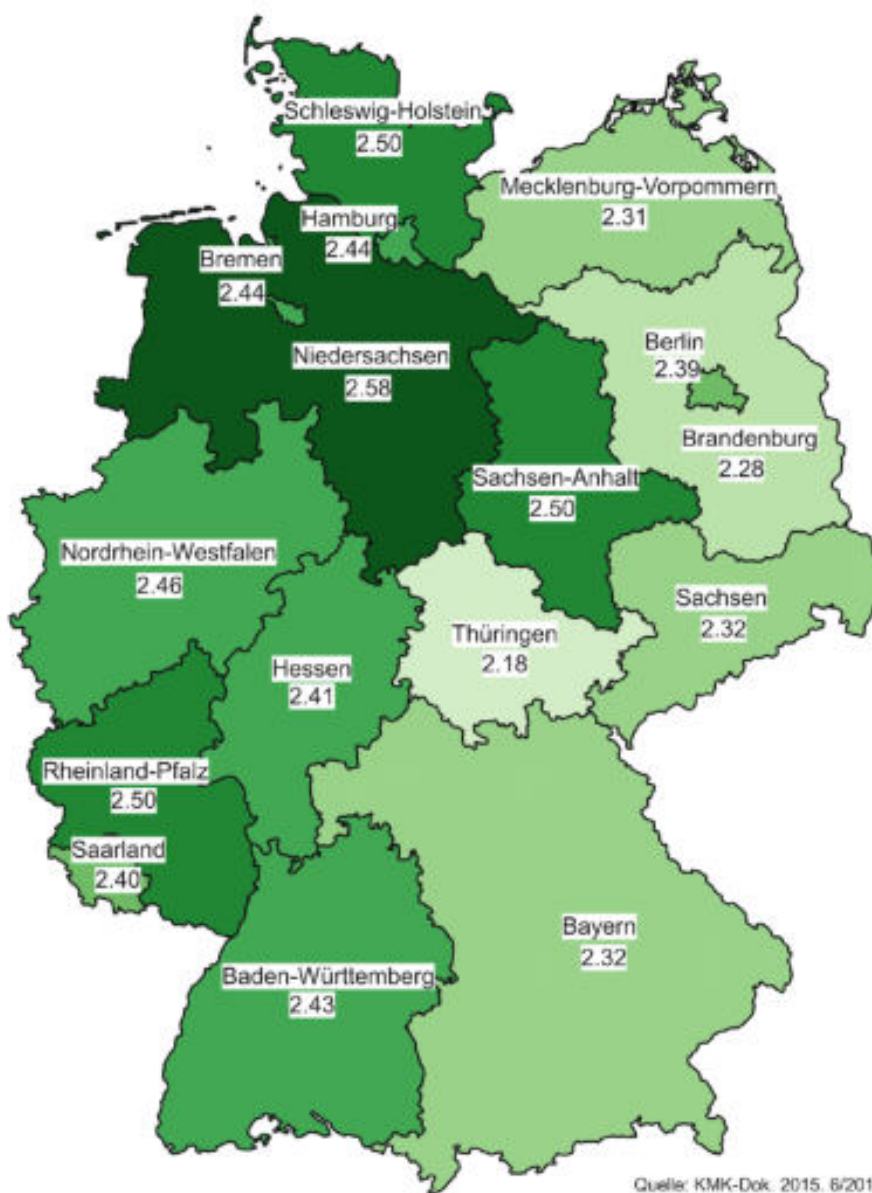 Schleswig-Holstein
2.50
Mecklenburg-Vorpommern
2.31
Hamburg
2.44
Bremen
2.44
Berlin
2.39
Niedersachsen
2.58
Brandenburg
2.28
Sachsen-Anhalt
2.50
Nordrhein-Westfalen
2.46
Sachsen
2.32
Thüringen
2.18
Hessen
2.41
Rheinland-Pfalz
2.50
Saarland
2.40
Bayern
2.32
Baden-Württemberg
2.43
Quelle: KMK-Dok. 2015. 6/201